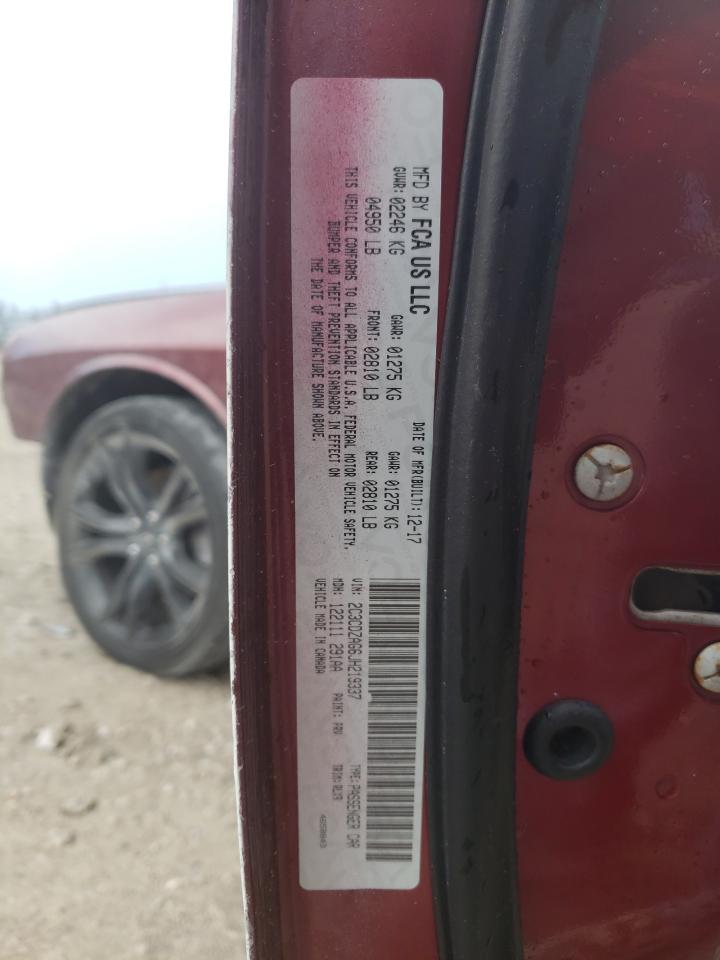 MFD BY FCA US LLC DATE OF MFR(BUILT): 12-17
GVWR: 02246 KG GAWR: 01275 KG GAWR: 01275 KG
04950 LB FRONT: 02810 LB REAR: 02810 LB
THIS VEHICLE CONFORMS TO ALL APPLICABLE U.S.A. FEDERAL MOTOR VEHICLE SAFETY,
BUMPER AND THEFT PREVENTION STANDARDS IN EFFECT ON
THE DATE OF MANUFACTURE SHOWN ABOVE.
VIN: 2C3CDZAG6JH219337 TYPE: PASSENGER CAR
MDH: 122111 291AA PAINT: PRV TRIM: RLX9
VEHICLE MADE IN CANADA